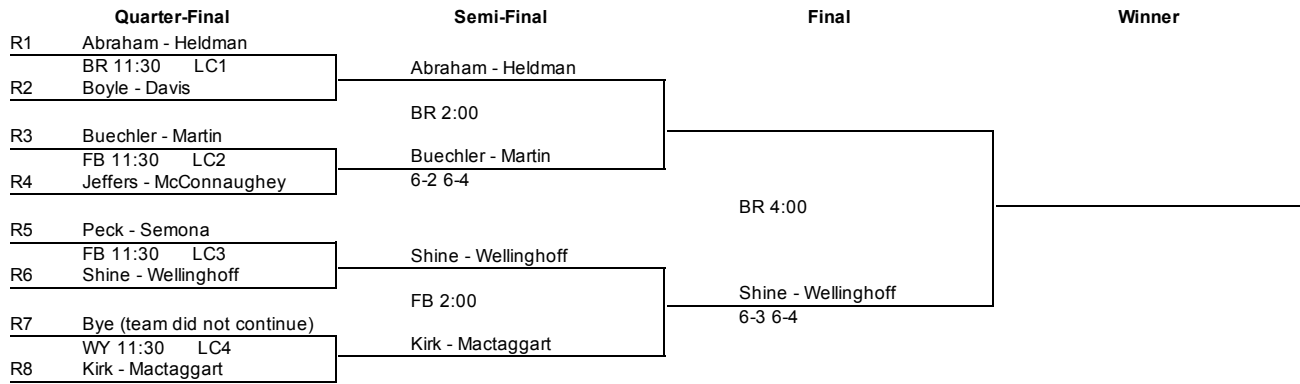 Quarter-Final Semi-Final Final Winner
R1 Abraham - Heldman
BR 11:30 LC1
R2 Boyle - Davis
R3 Buechler - Martin
FB 11:30 LC2
R4 Jeffers - McConnaughey
R5 Peck - Semona
FB 11:30 LC3
R6 Shine - Wellinghoff
R7 Bye (team did not continue)
WY 11:30 LC4
R8 Kirk - Mactaggart
Abraham - Heldman
BR 2:00
Buechler - Martin
6-2 6-4
Shine - Wellinghoff
FB 2:00
Kirk - Mactaggart
BR 4:00
Shine - Wellinghoff
6-3 6-4